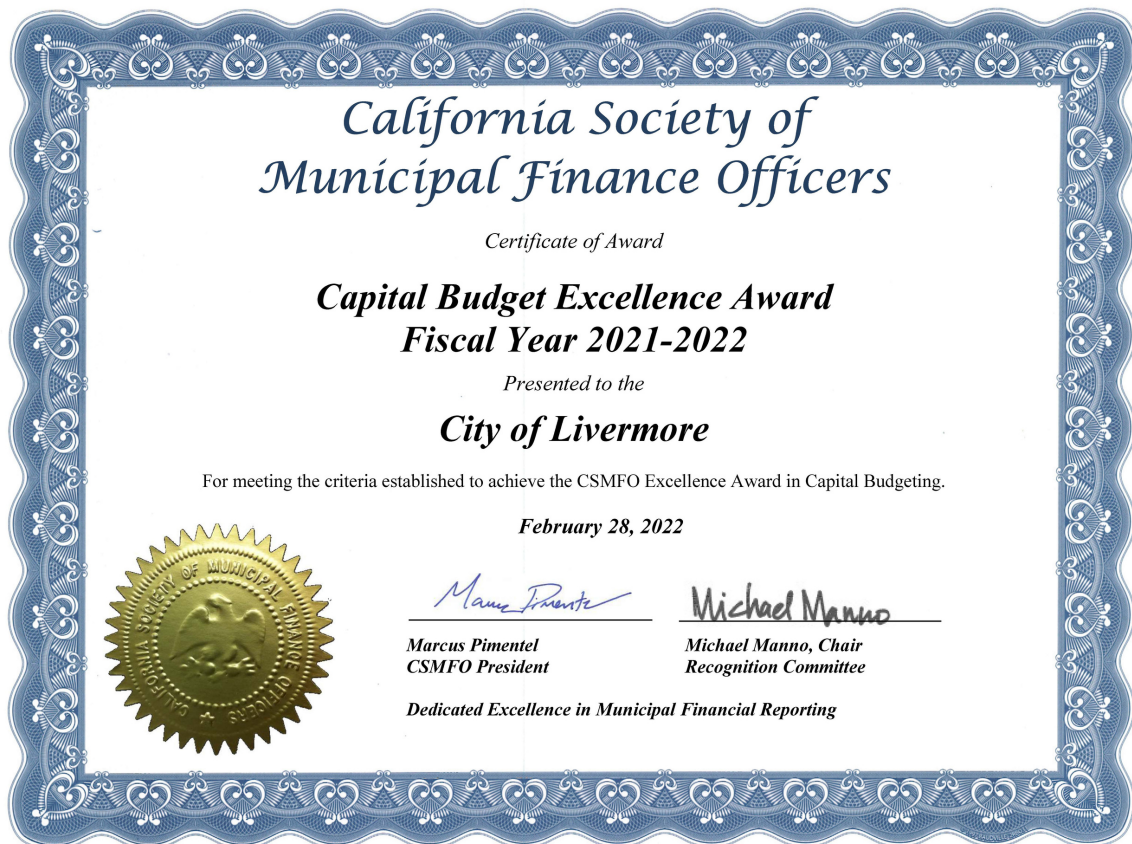 California Society of
Municipal Finance Officers
Certificate of Award
Capital Budget Excellence Award
Fiscal Year 2021-2022
Presented to the
City of Livermore
For meeting the criteria established to achieve the CSMFO Excellence Award in Capital Budgeting.
February 28, 2022
CALIFORNIA SOCIETY OF MUNICIPAL FINANCE OFFICERS
Michael Manno
Marcus Pimentel
CSMFO President
Michael Manno, Chair
Recognition Committee
Dedicated Excellence in Municipal Financial Reporting